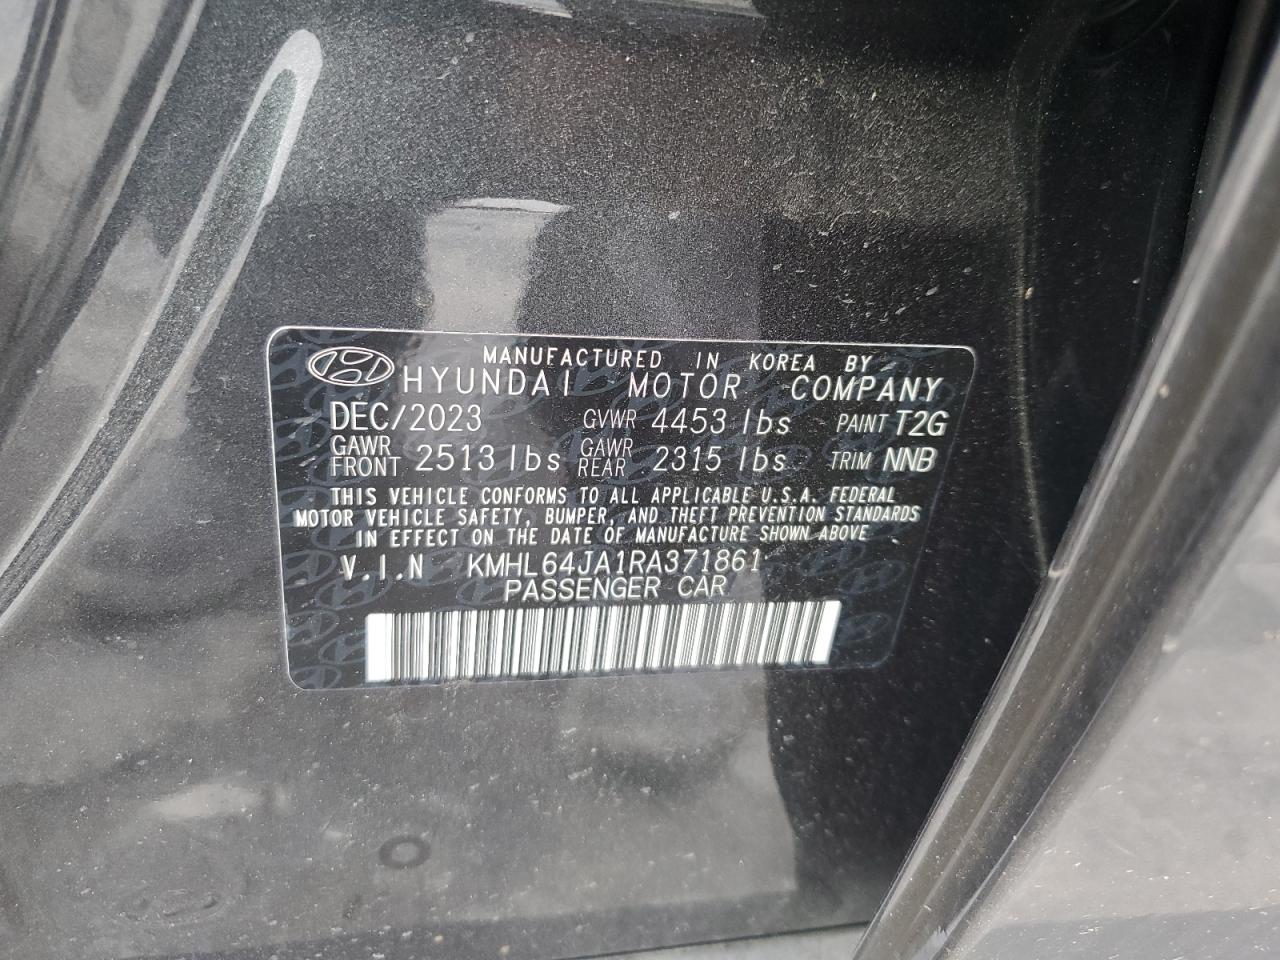 MANUFACTURED IN KOREA BY
HYUNDAI MOTOR COMPANY
DEC/2023 GVWR 4453 lbs PAINT T2G
GAWR FRONT 2513 lbs GAWR REAR 2315 lbs TRIM NNB
THIS VEHICLE CONFORMS TO ALL APPLICABLE U.S.A. FEDERAL
MOTOR VEHICLE SAFETY, BUMPER, AND THEFT PREVENTION STANDARDS
IN EFFECT ON THE DATE OF MANUFACTURE SHOWN ABOVE
V.I.N KMHL64JA1RA371861
PASSENGER CAR